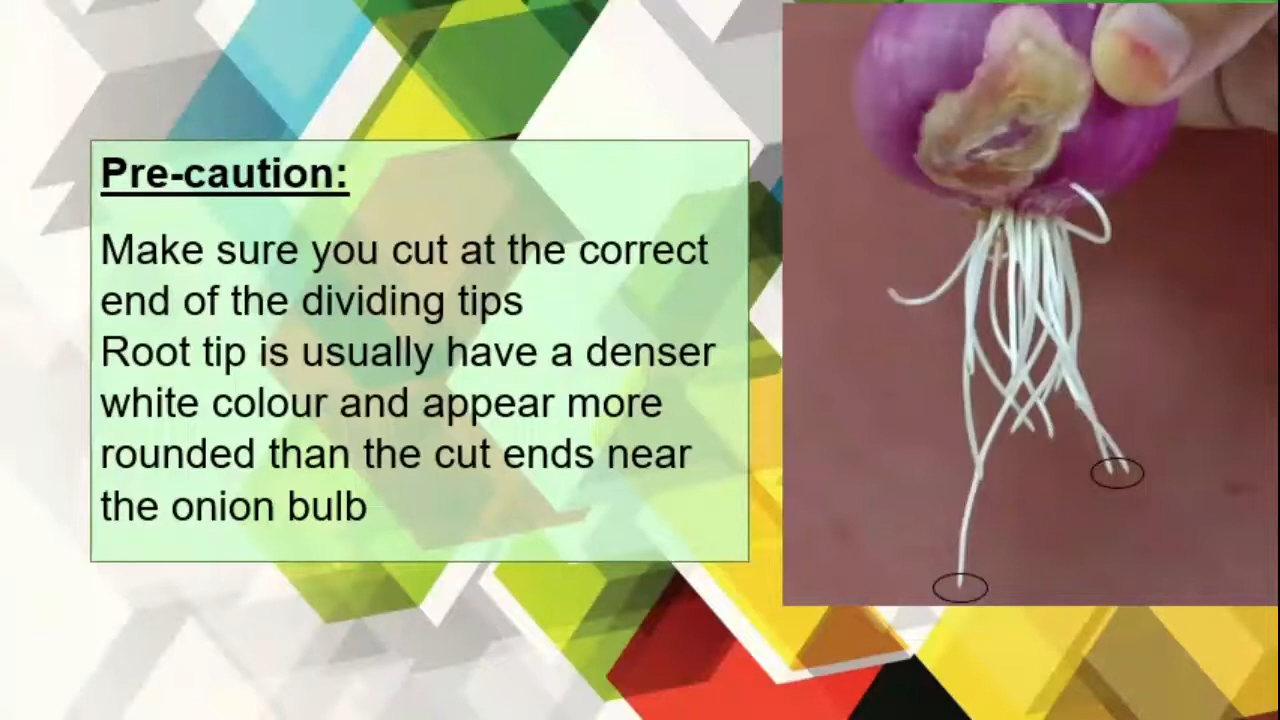 Pre-caution:
Make sure you cut at the correct
end of the dividing tips
Root tip is usually have a denser
white colour and appear more
rounded than the cut ends near
the onion bulb